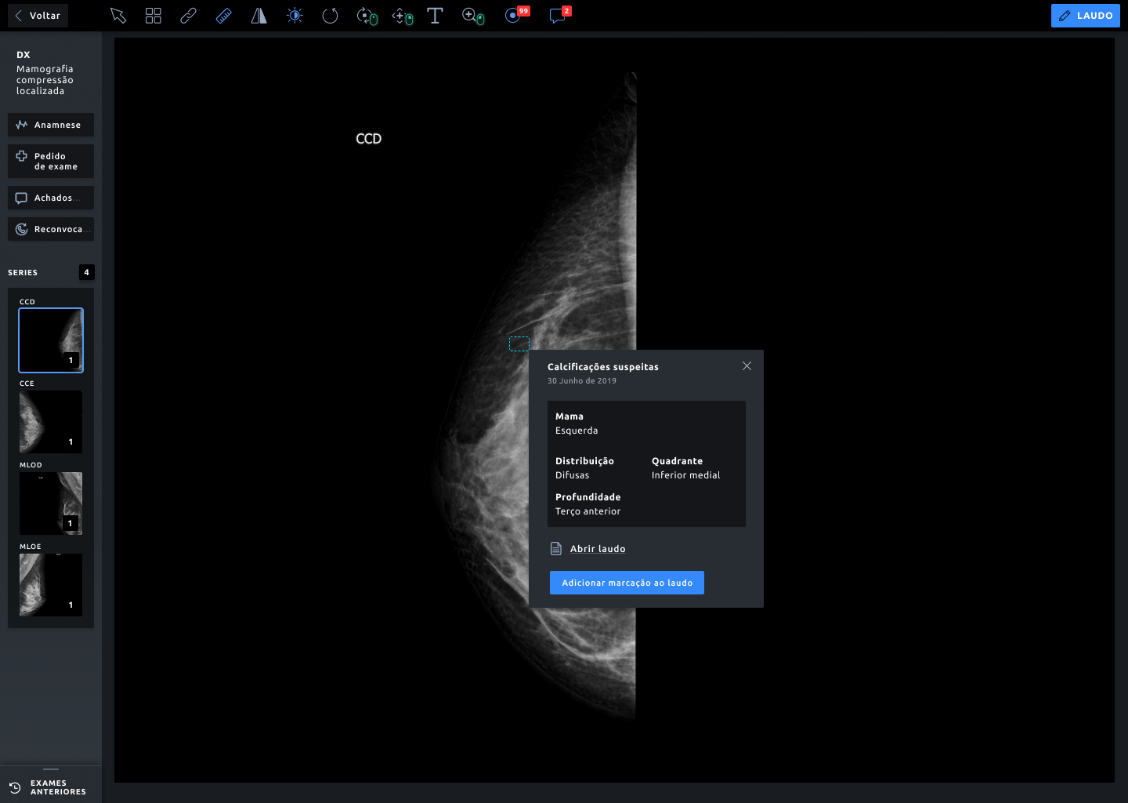 Voltar
99
2
LAUDO
DX
Mamografia
compressão
localizada
Anamnese
Pedido
de exame
Achados...
Reconvoca...
SERIES
4
CCD
1
CCE
1
MLOD
1
MLOE
1
EXAMES
ANTERIORES
CCD
Calcificações suspeitas
30 Junho de 2019
Mama
Esquerda
Distribuição Quadrante
Difusas Inferior medial
Profundidade
Terço anterior
Abrir laudo
Adicionar marcação ao laudo